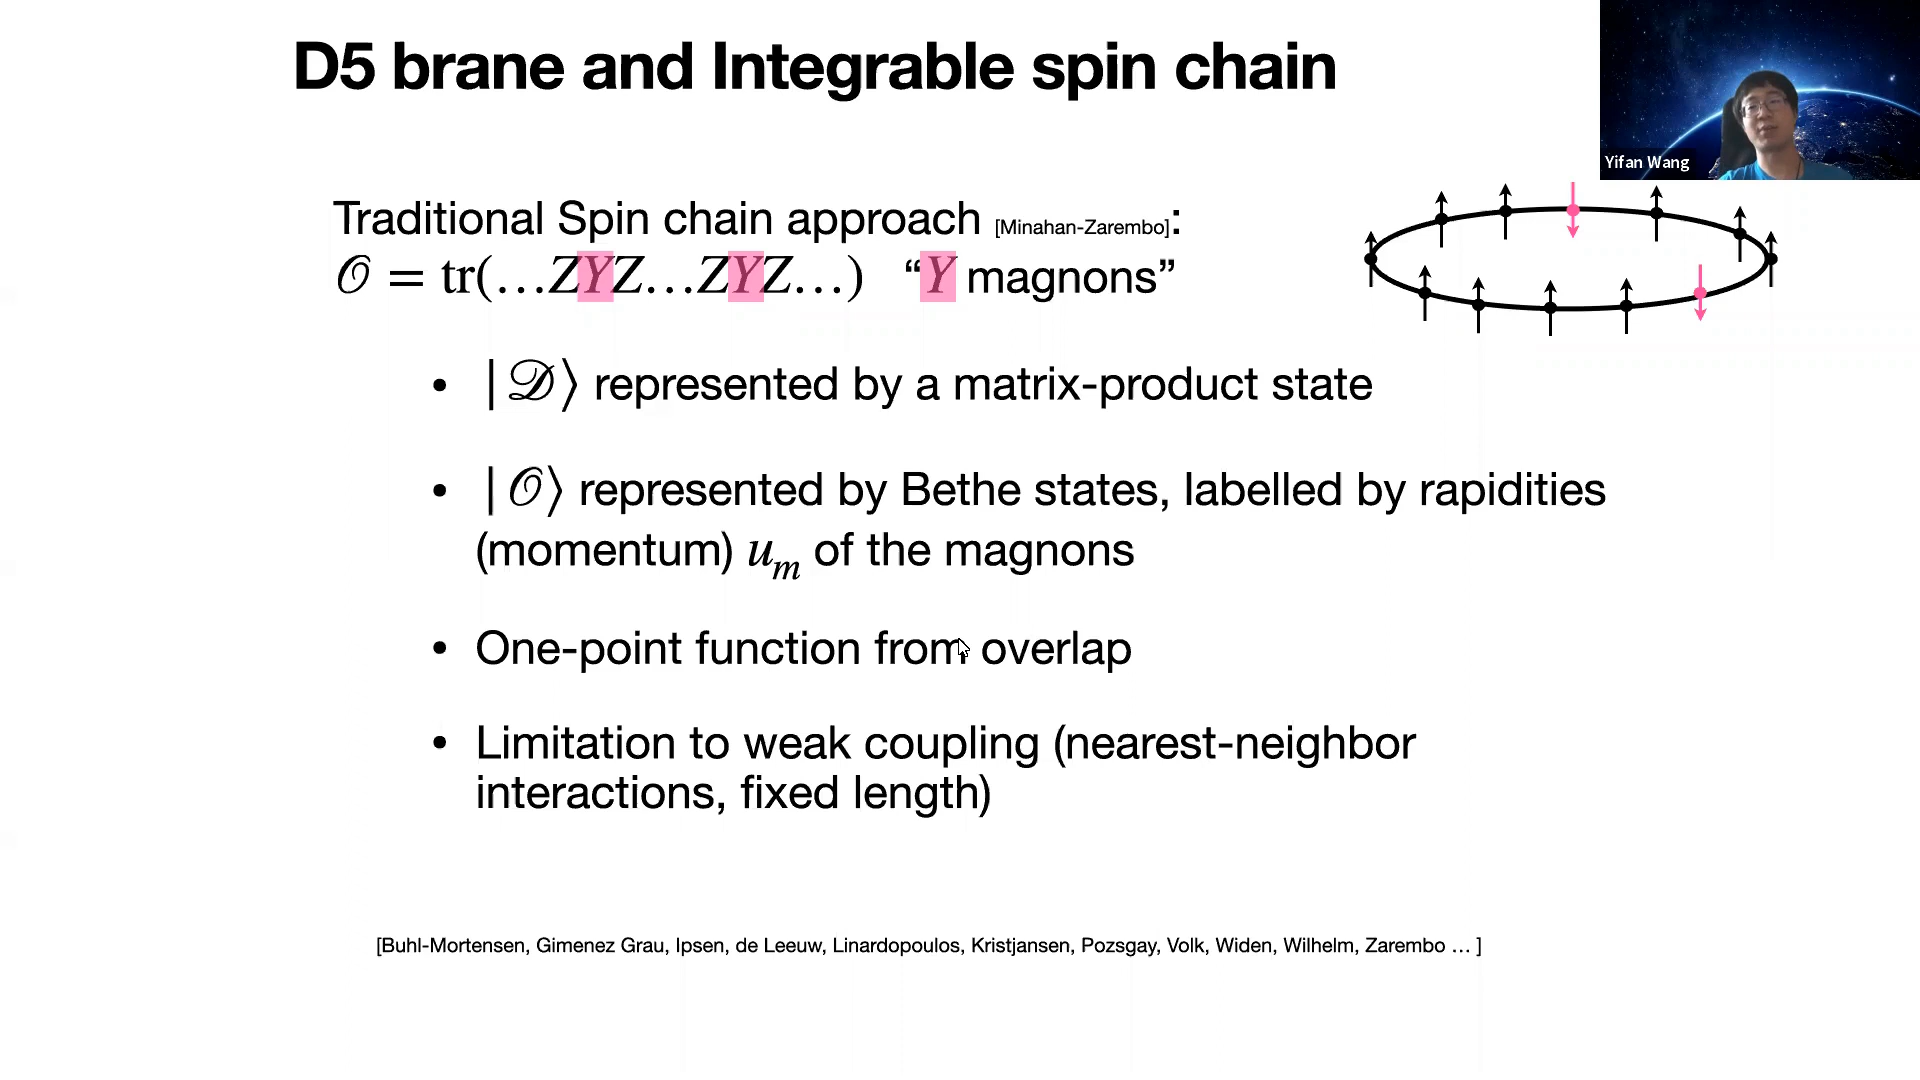 D5 brane and Integrable spin chain
Yifan Wang
Traditional Spin chain approach [Minahan-Zarembo]:
𝒪 = tr(…ZYZ…ZYZ…) “Y magnons”
• |𝒟⟩ represented by a matrix-product state
• |𝒪⟩ represented by Bethe states, labelled by rapidities
(momentum) uₘ of the magnons
• One-point function from overlap
• Limitation to weak coupling (nearest-neighbor
interactions, fixed length)
[Buhl-Mortensen, Gimenez Grau, Ipsen, de Leeuw, Linardopoulos, Kristjansen, Pozsgay, Volk, Widen, Wilhelm, Zarembo … ]